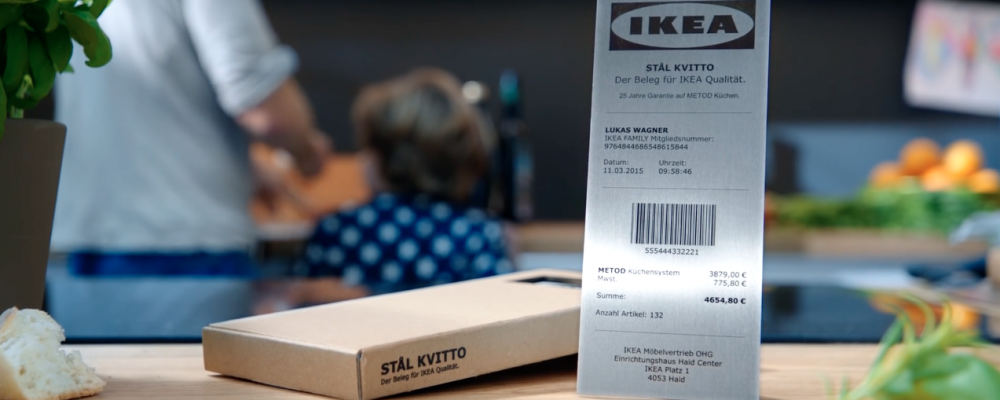 IKEA
STÅL KVITTO
Der Beleg für IKEA Qualität.
25 Jahre Garantie auf METOD Küchen.
LUKAS WAGNER
IKEA FAMILY Mitgliedsnummer:
9764844686548615844
Datum: Uhrzeit:
11.03.2015 09:58:46
555444332221
METOD Küchensystem 3879,00 €
Mwst. 775,80 €
Summe: 4654,80 €
Anzahl Artikel: 132
IKEA Möbelvertrieb OHG
Einrichtungshaus Haid Center
IKEA Platz 1
4053 Haid
STÅL KVITTO
Der Beleg für IKEA Qualität.